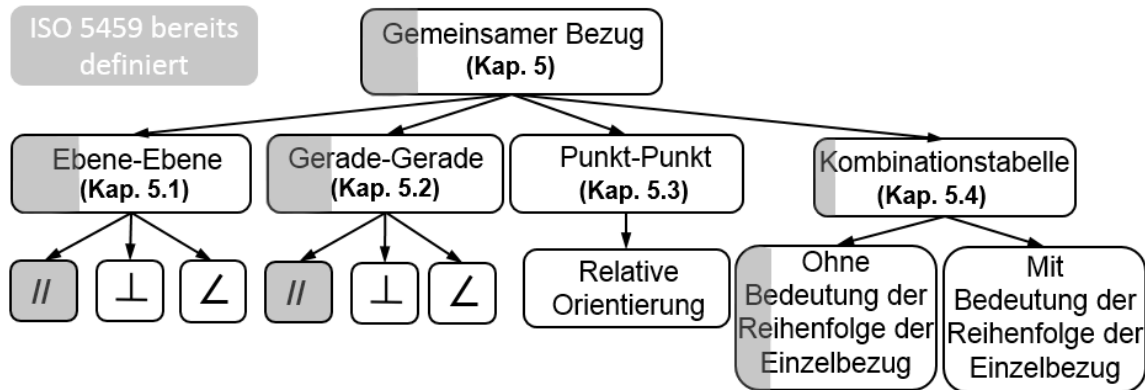 ISO 5459 bereits
definiert
Gemeinsamer Bezug
(Kap. 5)
Ebene-Ebene
(Kap. 5.1)
Gerade-Gerade
(Kap. 5.2)
Punkt-Punkt
(Kap. 5.3)
Kombinationstabelle
(Kap. 5.4)
//
⊥
∠
//
⊥
∠
Relative
Orientierung
Ohne
Bedeutung der
Reihenfolge der
Einzelbezug
Mit
Bedeutung der
Reihenfolge der
Einzelbezug